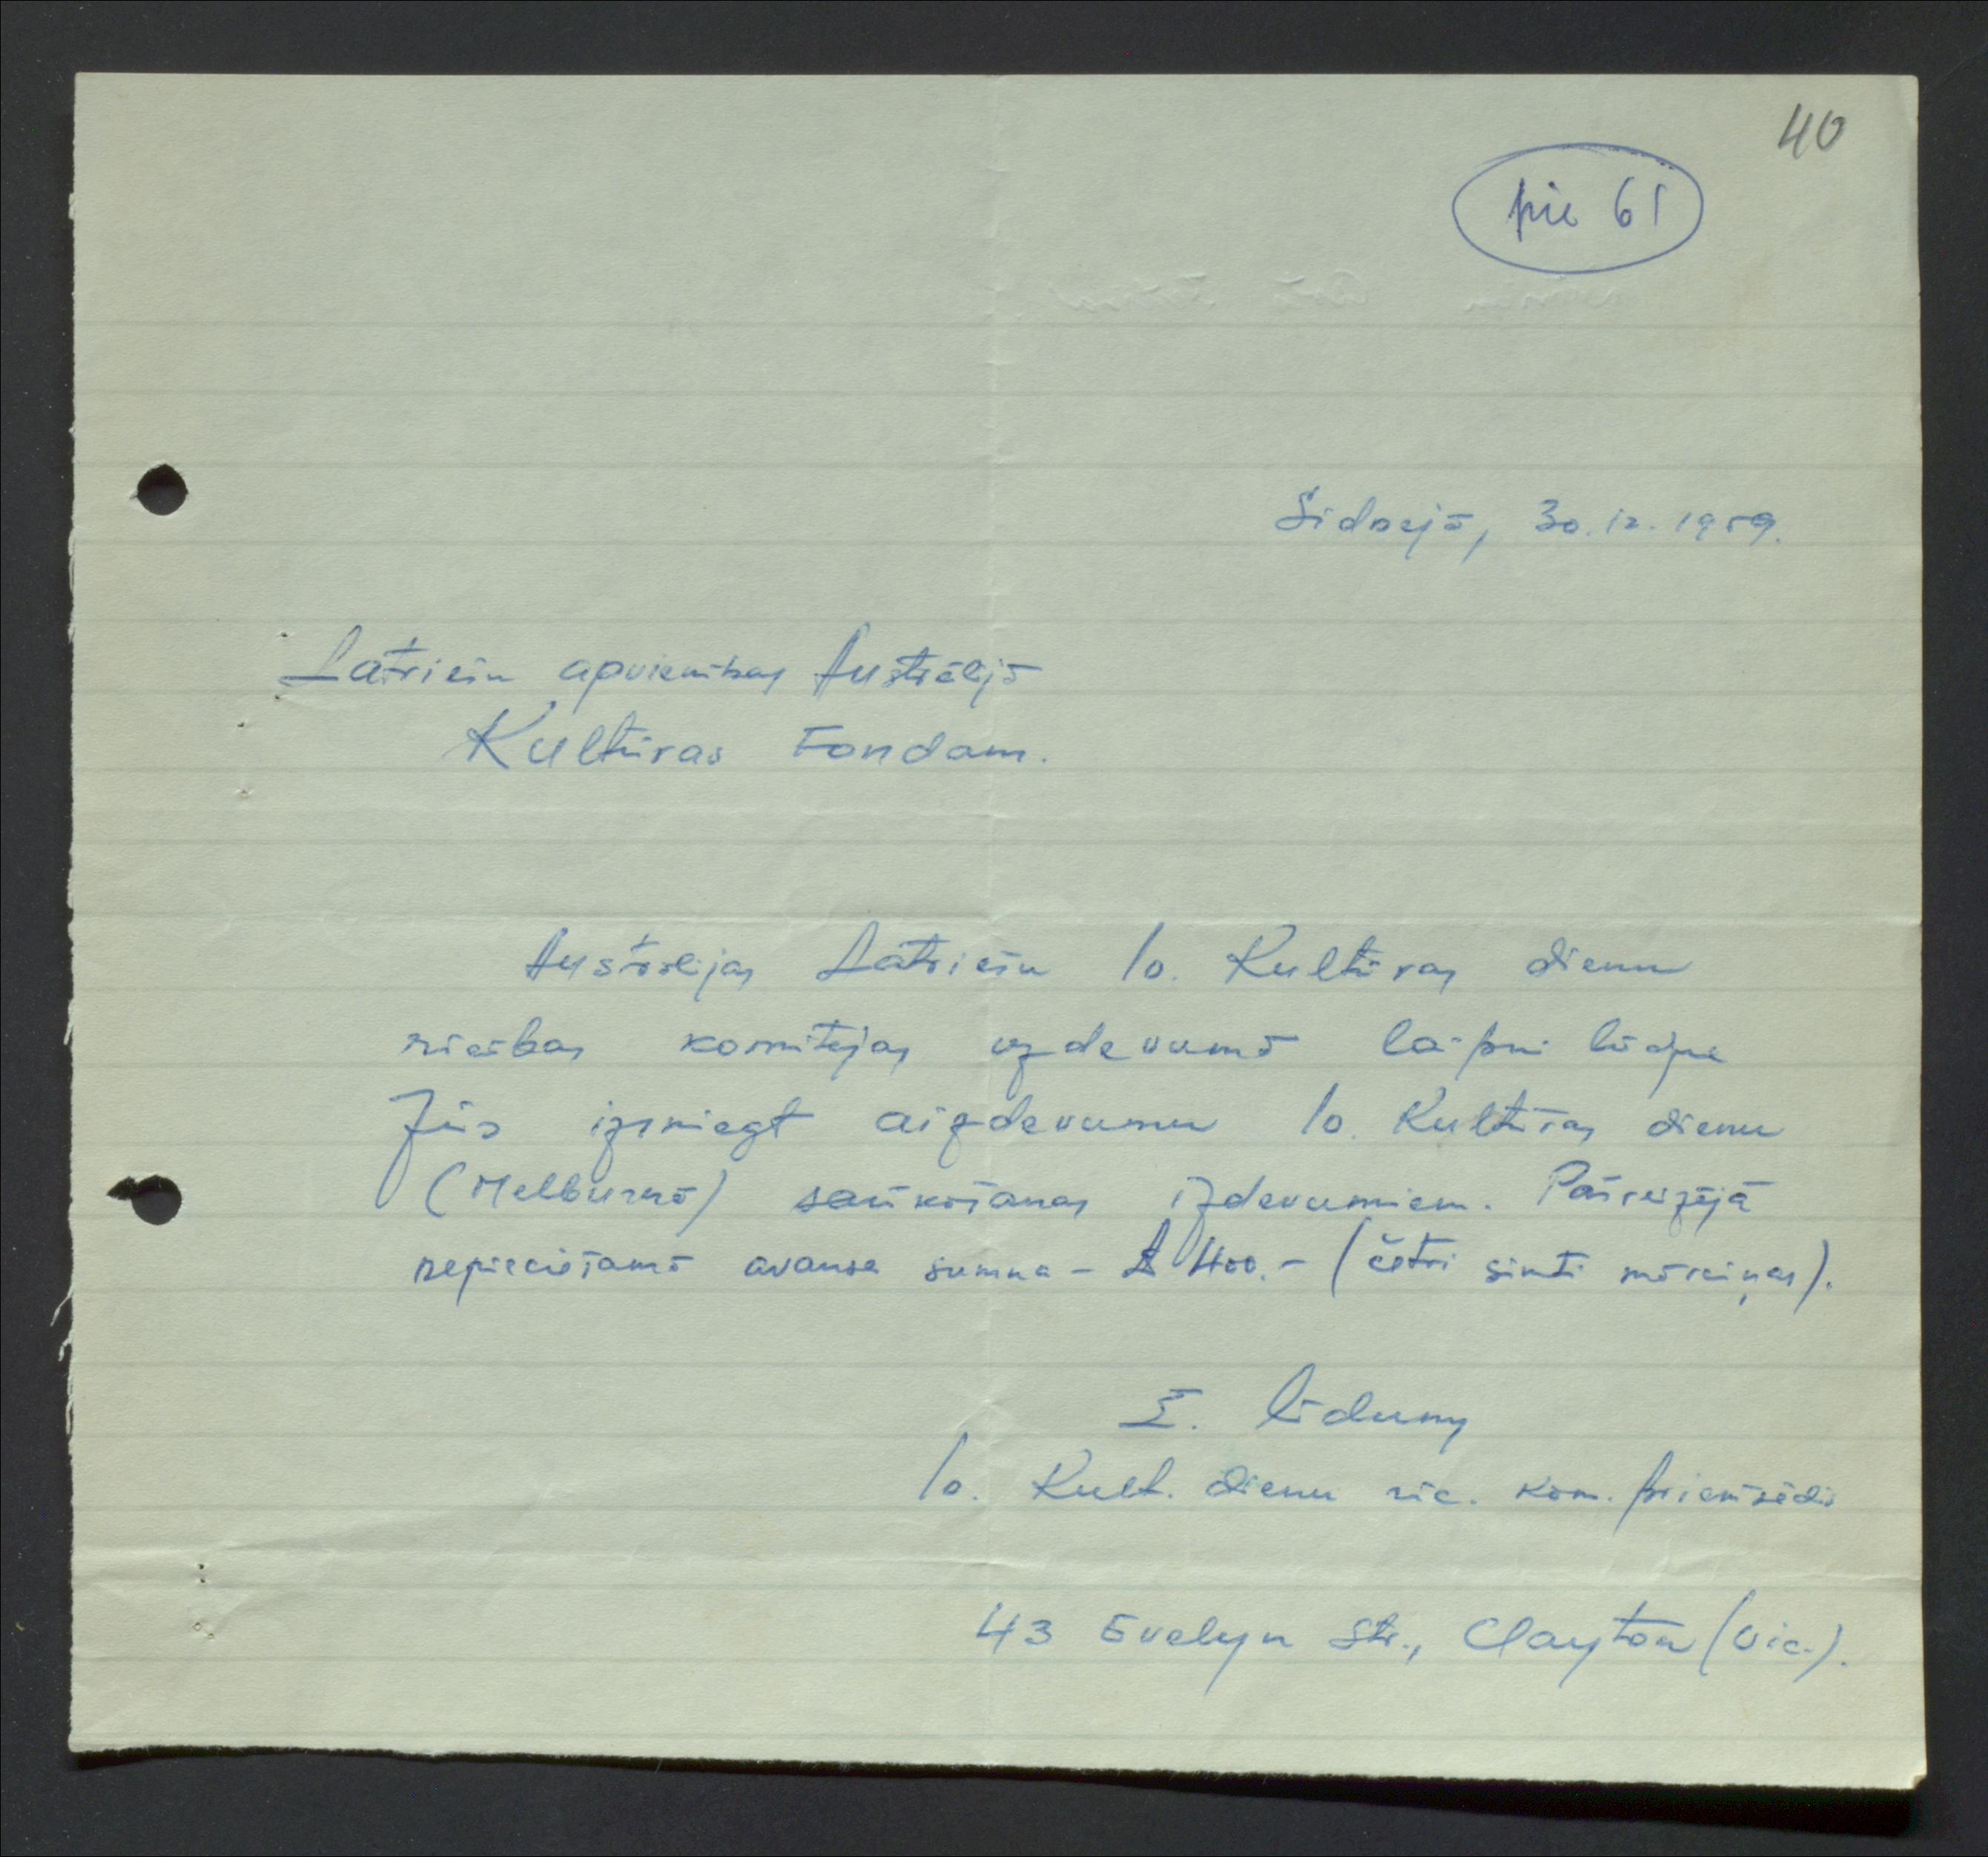 40
pie 61
Sidnejā, 30.12.1959.
Latviešu apvienības Austrālijā
Kultūras Fondam.
Austrālijas Latviešu 10. Kultūras dienu
rīcības komitejas uzdevumā laipni lūdzu
Jūs izsniegt aizdevumu 10. Kultūras dienu
(Melburnā) sarīkošanas izdevumiem. Pašreizējā
nepieciešamā avansa summa - £ 400.- (četri simti mārciņas).
10. Kult. dienu rīc. kom. priekšsēdis
43 Evelyn Str., Clayton (Vic.).